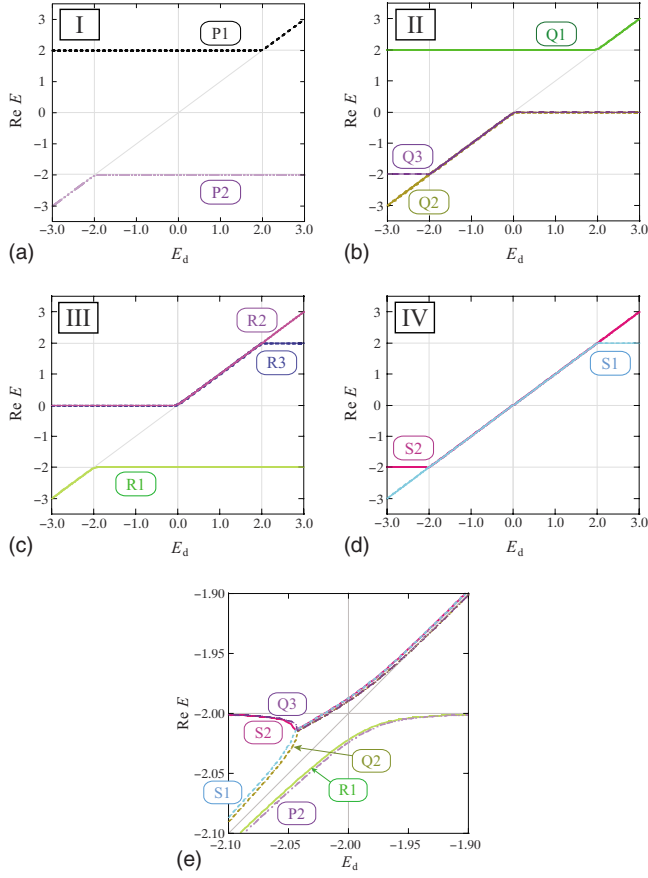 I
P1
P2
Re E
3
2
1
0
−1
−2
−3
−3.0 −2.0 −1.0 0.0 1.0 2.0 3.0
(a)
E_d
II
Q1
Q3
Q2
Re E
3
2
1
0
−1
−2
−3
−3.0 −2.0 −1.0 0.0 1.0 2.0 3.0
(b)
E_d
III
R2
R3
R1
Re E
3
2
1
0
−1
−2
−3
−3.0 −2.0 −1.0 0.0 1.0 2.0 3.0
(c)
E_d
IV
S1
S2
Re E
3
2
1
0
−1
−2
−3
−3.0 −2.0 −1.0 0.0 1.0 2.0 3.0
(d)
E_d
−1.90
−1.95
Re E
−2.00
−2.05
−2.10
Q3
S2
Q2
S1
R1
P2
−2.10 −2.05 −2.00 −1.95 −1.90
(e)
E_d